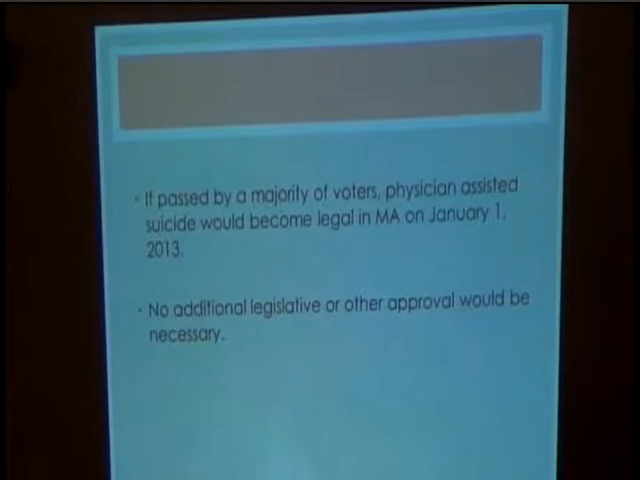 • If passed by a majority of voters, physician assisted
suicide would become legal in MA on January 1,
2013.
• No additional legislative or other approval would be
necessary.